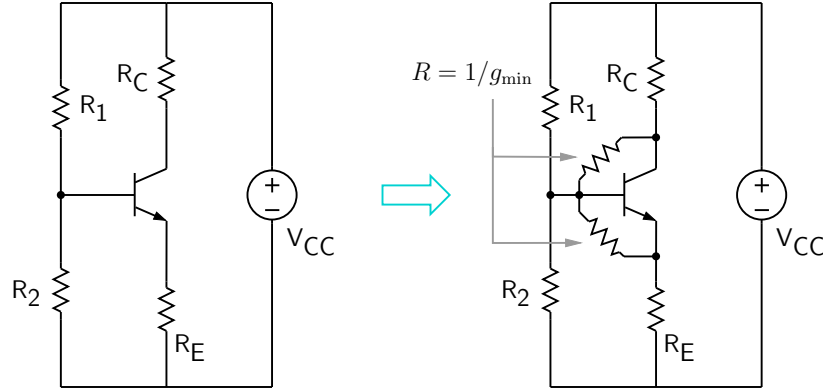 R_C
R_1
R_2
R_E
V_CC
R = 1/g_min
R_C
R_1
R_2
R_E
V_CC